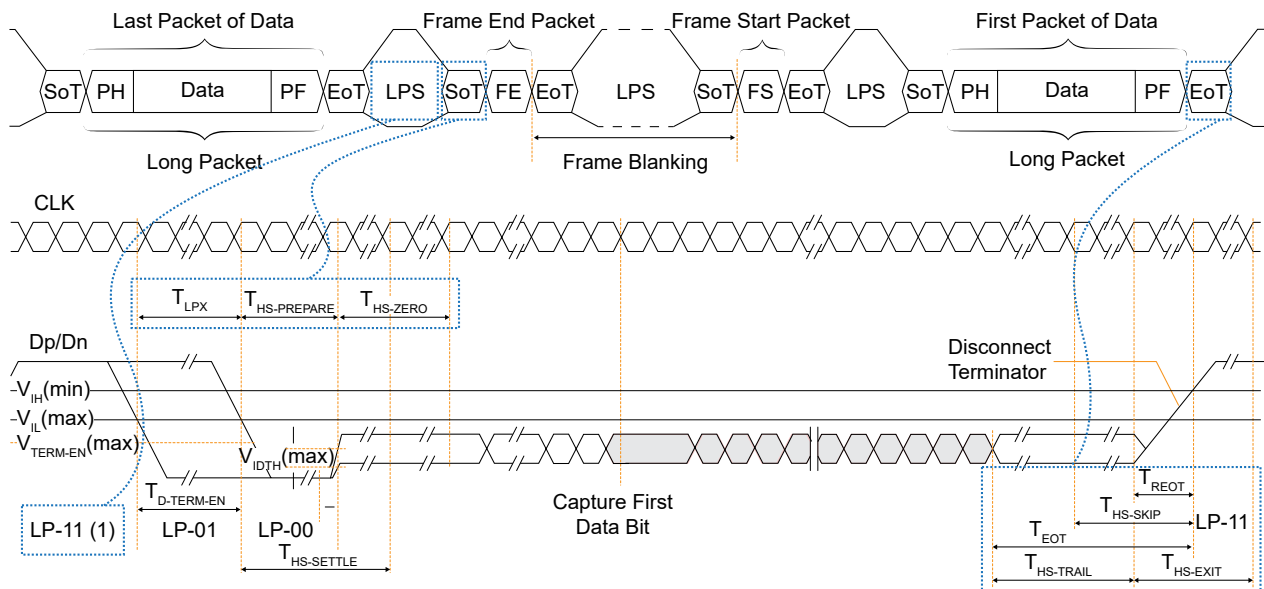 Last Packet of Data Frame End Packet Frame Start Packet First Packet of Data
SoT PH Data PF EoT LPS SoT FE EoT LPS SoT FS EoT LPS SoT PH Data PF EoT
Long Packet Frame Blanking Long Packet
CLK
TLPX THS-PREPARE THS-ZERO
Dp/Dn
Disconnect
Terminator
VIH(min)
VIL(max)
VTERM-EN(max)
VIDTH(max)
TD-TERM-EN
TREOT
Capture First
Data Bit
THS-SKIP
LP-11 (1) LP-01 LP-00 LP-11
TEOT
THS-SETTLE
THS-TRAIL THS-EXIT